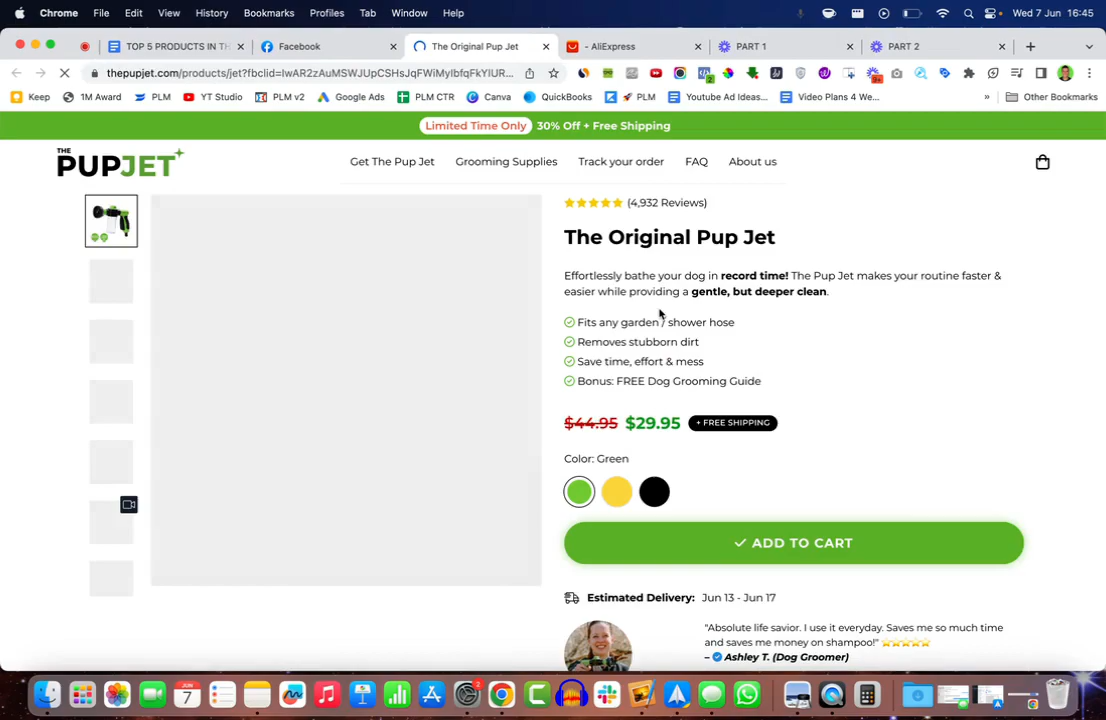 Chrome File Edit View History Bookmarks Profiles Tab Window Help Wed 7 Jun 16:45
TOP 5 PRODUCTS IN TH Facebook The Original Pup Jet - AliExpress PART 1 PART 2
thepupjet.com/products/jet?fbclid=IwAR2zAuMSWJUpCSHsJqFWiMyIbfqFkYIUR...
Keep 1M Award PLM YT Studio PLM v2 Google Ads PLM CTR Canva QuickBooks PLM Youtube Ad Ideas... Video Plans 4 We... » Other Bookmarks
Limited Time Only 30% Off + Free Shipping
THE
PUPJET
Get The Pup Jet Grooming Supplies Track your order FAQ About us
(4,932 Reviews)
The Original Pup Jet
Effortlessly bathe your dog in record time! The Pup Jet makes your routine faster &
easier while providing a gentle, but deeper clean.
Fits any garden / shower hose
Removes stubborn dirt
Save time, effort & mess
Bonus: FREE Dog Grooming Guide
$44.95 $29.95 + FREE SHIPPING
Color: Green
ADD TO CART
Estimated Delivery: Jun 13 - Jun 17
"Absolute life savior. I use it everyday. Saves me so much time
and saves me money on shampoo!" ⭐⭐⭐⭐⭐
– Ashley T. (Dog Groomer)